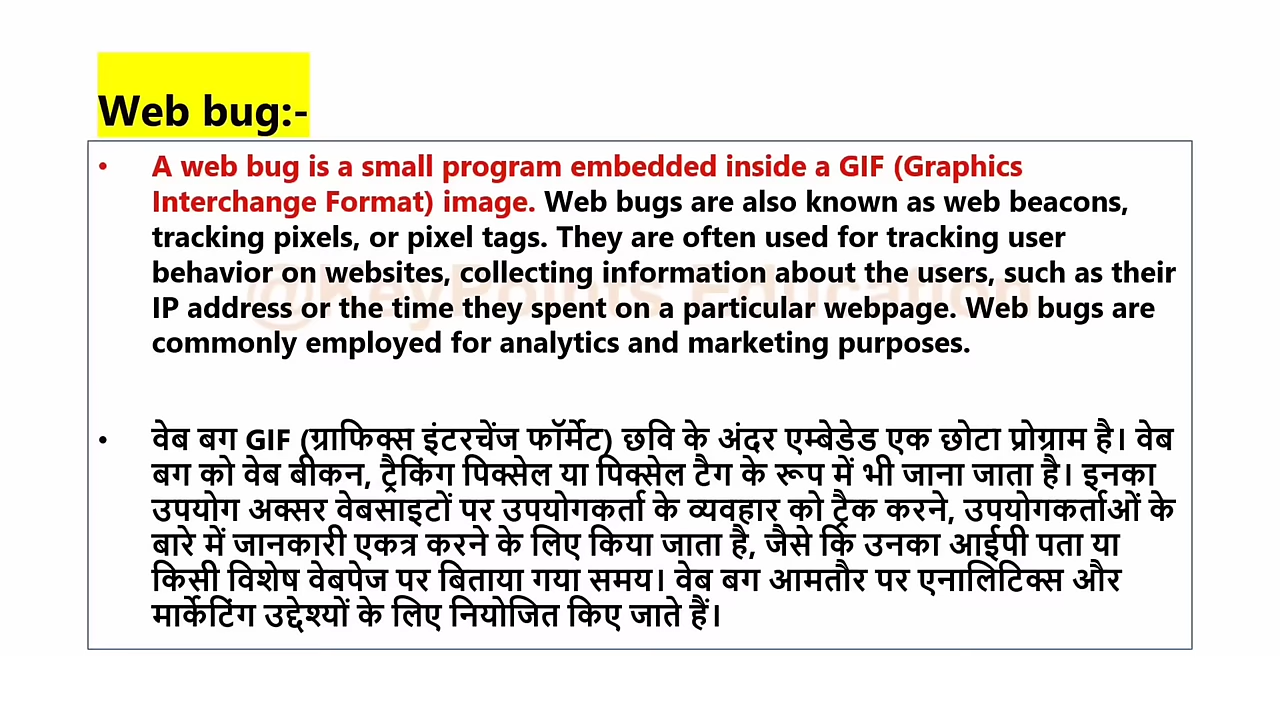 Web bug:-
• A web bug is a small program embedded inside a GIF (Graphics
Interchange Format) image. Web bugs are also known as web beacons,
tracking pixels, or pixel tags. They are often used for tracking user
behavior on websites, collecting information about the users, such as their
IP address or the time they spent on a particular webpage. Web bugs are
commonly employed for analytics and marketing purposes.
@KeyPoints Education
• वेब बग GIF (ग्राफिक्स इंटरचेंज फॉर्मेट) छवि के अंदर एम्बेडेड एक छोटा प्रोग्राम है। वेब
बग को वेब बीकन, ट्रैकिंग पिक्सेल या पिक्सेल टैग के रूप में भी जाना जाता है। इनका
उपयोग अक्सर वेबसाइटों पर उपयोगकर्ता के व्यवहार को ट्रैक करने, उपयोगकर्ताओं के
बारे में जानकारी एकत्र करने के लिए किया जाता है, जैसे कि उनका आईपी पता या
किसी विशेष वेबपेज पर बिताया गया समय। वेब बग आमतौर पर एनालिटिक्स और
मार्केटिंग उद्देश्यों के लिए नियोजित किए जाते हैं।